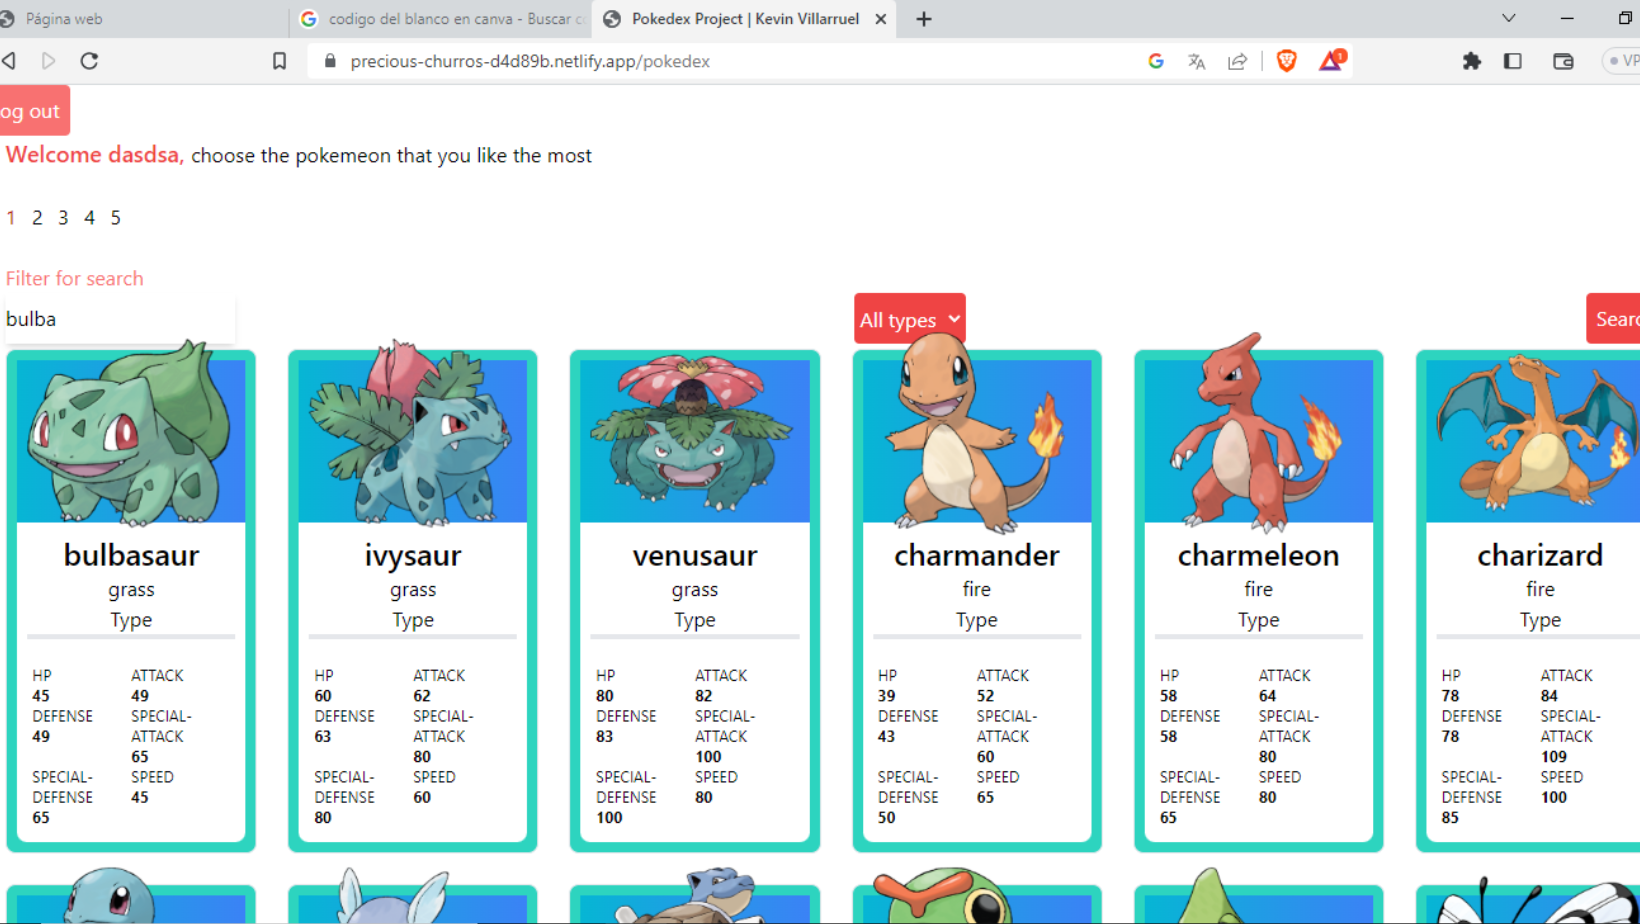 Página web
codigo del blanco en canva - Buscar co
Pokedex Project | Kevin Villarruel
precious-churros-d4d89b.netlify.app/pokedex
1
VP
og out
Welcome dasdsa, choose the pokemeon that you like the most
1 2 3 4 5
Filter for search
bulba
All types
Searc
bulbasaur
grass
Type
HP
45
ATTACK
49
DEFENSE
49
SPECIAL-
ATTACK
65
SPECIAL-
DEFENSE
65
SPEED
45
ivysaur
grass
Type
HP
60
ATTACK
62
DEFENSE
63
SPECIAL-
ATTACK
80
SPECIAL-
DEFENSE
80
SPEED
60
venusaur
grass
Type
HP
80
ATTACK
82
DEFENSE
83
SPECIAL-
ATTACK
100
SPECIAL-
DEFENSE
100
SPEED
80
charmander
fire
Type
HP
39
ATTACK
52
DEFENSE
43
SPECIAL-
ATTACK
60
SPECIAL-
DEFENSE
50
SPEED
65
charmeleon
fire
Type
HP
58
ATTACK
64
DEFENSE
58
SPECIAL-
ATTACK
80
SPECIAL-
DEFENSE
65
SPEED
80
charizard
fire
Type
HP
78
ATTACK
84
DEFENSE
78
SPECIAL-
ATTACK
109
SPECIAL-
DEFENSE
85
SPEED
100